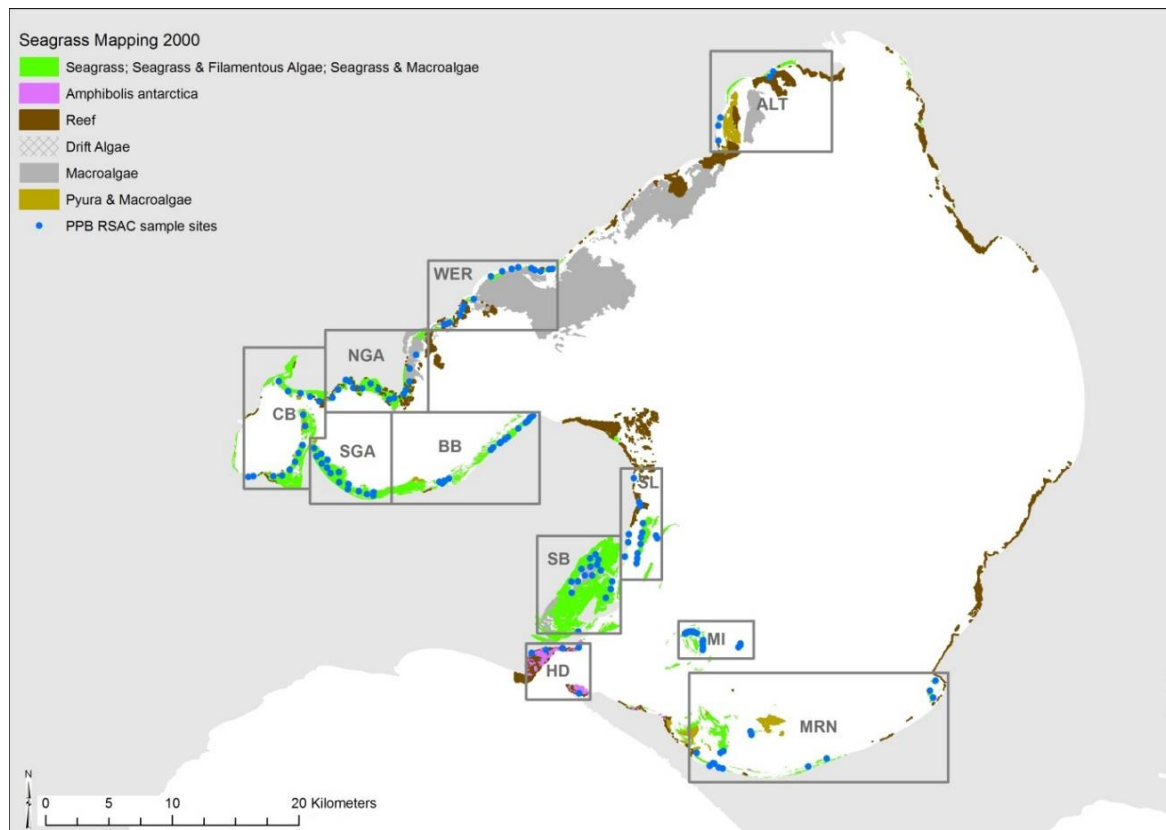 Seagrass Mapping 2000
Seagrass; Seagrass & Filamentous Algae; Seagrass & Macroalgae
Amphibolis antarctica
Reef
Drift Algae
Macroalgae
Pyura & Macroalgae
PPB RSAC sample sites
ALT
WER
NGA
CB
SGA
BB
SL
SB
MI
HD
MRN
N
0 5 10 20 Kilometers